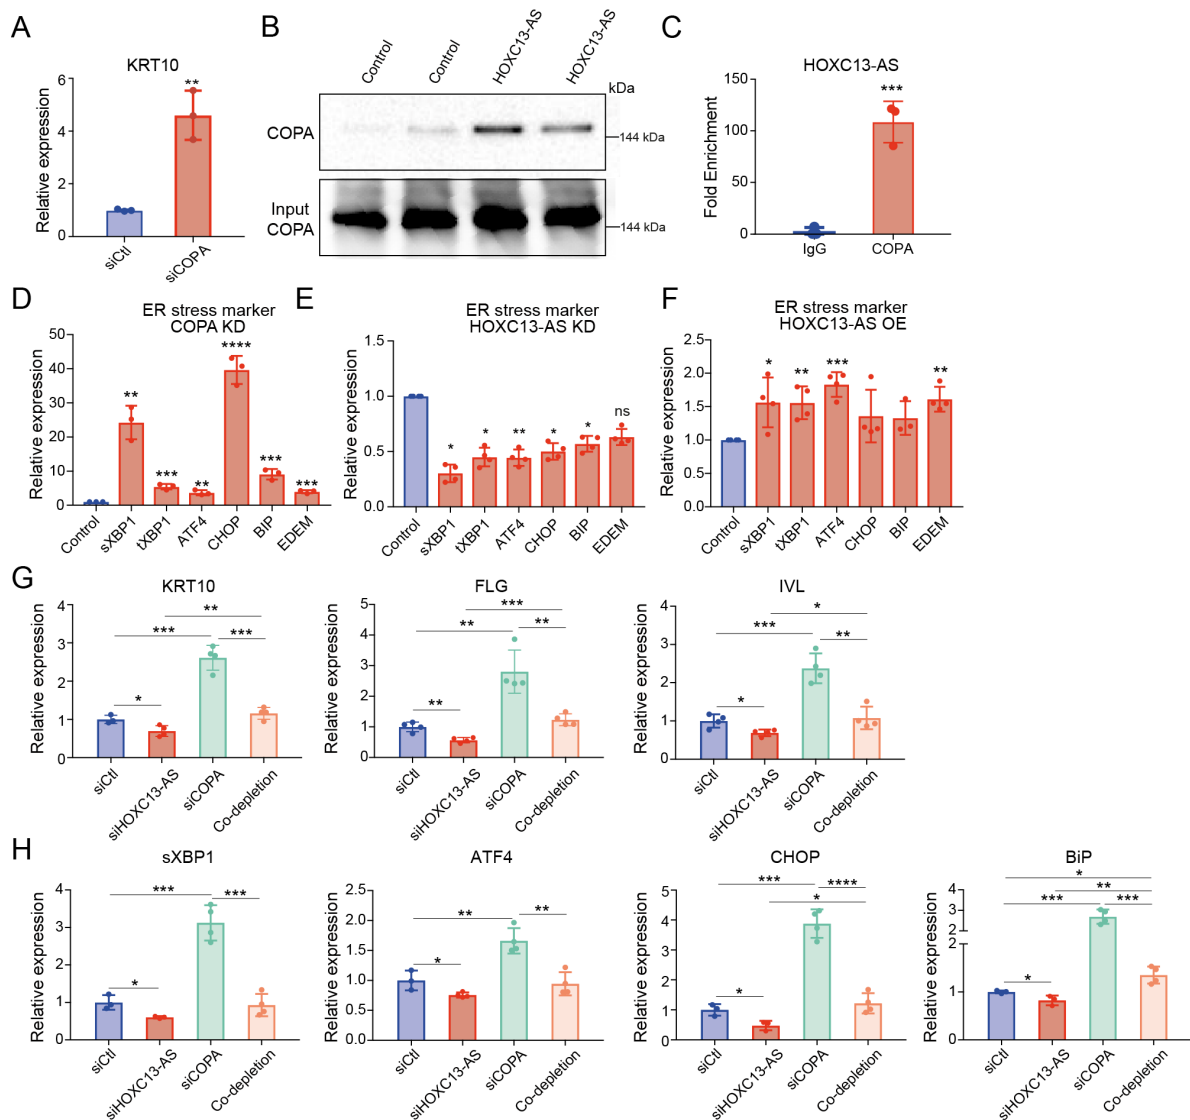 A
KRT10
Relative expression
6
4
2
0
**
siCtl
siCOPA
B
Control
Control
HOXC13-AS
HOXC13-AS
kDa
COPA
144 kDa
Input
COPA
144 kDa
C
HOXC13-AS
Fold Enrichment
150
100
50
0
***
IgG
COPA
D
ER stress marker
COPA KD
Relative expression
50
40
30
20
10
0
**
***
**
****
***
***
Control
sXBP1
tXBP1
ATF4
CHOP
BIP
EDEM
E
ER stress marker
HOXC13-AS KD
Relative expression
1.5
1.0
0.5
0.0
*
*
**
*
*
ns
Control
sXBP1
tXBP1
ATF4
CHOP
BIP
EDEM
F
ER stress marker
HOXC13-AS OE
Relative expression
2.5
2.0
1.5
1.0
0.5
0.0
*
**
***
**
Control
sXBP1
tXBP1
ATF4
CHOP
BIP
EDEM
G
KRT10
Relative expression
4
3
2
1
0
**
***
***
*
siCtl
siHOXC13-AS
siCOPA
Co-depletion
FLG
Relative expression
5
4
3
2
1
0
***
**
**
**
siCtl
siHOXC13-AS
siCOPA
Co-depletion
IVL
Relative expression
4
3
2
1
0
*
***
**
*
siCtl
siHOXC13-AS
siCOPA
Co-depletion
H
sXBP1
Relative expression
4
3
2
1
0
***
***
*
siCtl
siHOXC13-AS
siCOPA
Co-depletion
ATF4
Relative expression
2.5
2.0
1.5
1.0
0.5
0.0
**
**
*
siCtl
siHOXC13-AS
siCOPA
Co-depletion
CHOP
Relative expression
5
4
3
2
1
0
***
****
*
*
siCtl
siHOXC13-AS
siCOPA
Co-depletion
BiP
Relative expression
4
3
2
2
1
0
*
**
***
***
*
siCtl
siHOXC13-AS
siCOPA
Co-depletion